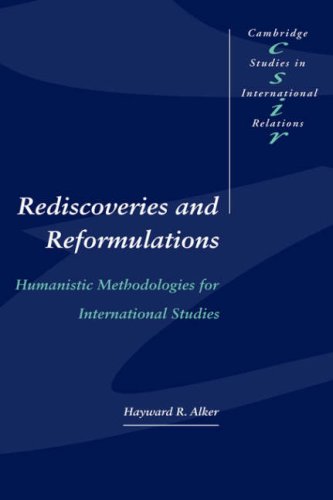 Cambridge
Studies in
International
Relations
c
s
i
r
Rediscoveries and
Reformulations
Humanistic Methodologies for
International Studies
Hayward R. Alker